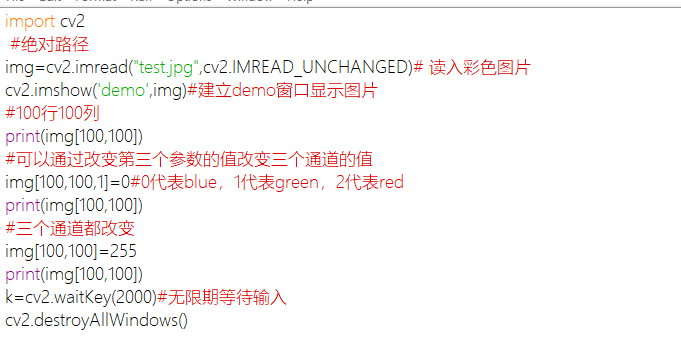 import cv2
 #绝对路径
img=cv2.imread("test.jpg",cv2.IMREAD_UNCHANGED)# 读入彩色图片
cv2.imshow('demo',img)#建立demo窗口显示图片
#100行100列
print(img[100,100])
#可以通过改变第三个参数的值改变三个通道的值
img[100,100,1]=0#0代表blue，1代表green，2代表red
print(img[100,100])
#三个通道都改变
img[100,100]=255
print(img[100,100])
k=cv2.waitKey(2000)#无限期等待输入
cv2.destroyAllWindows()